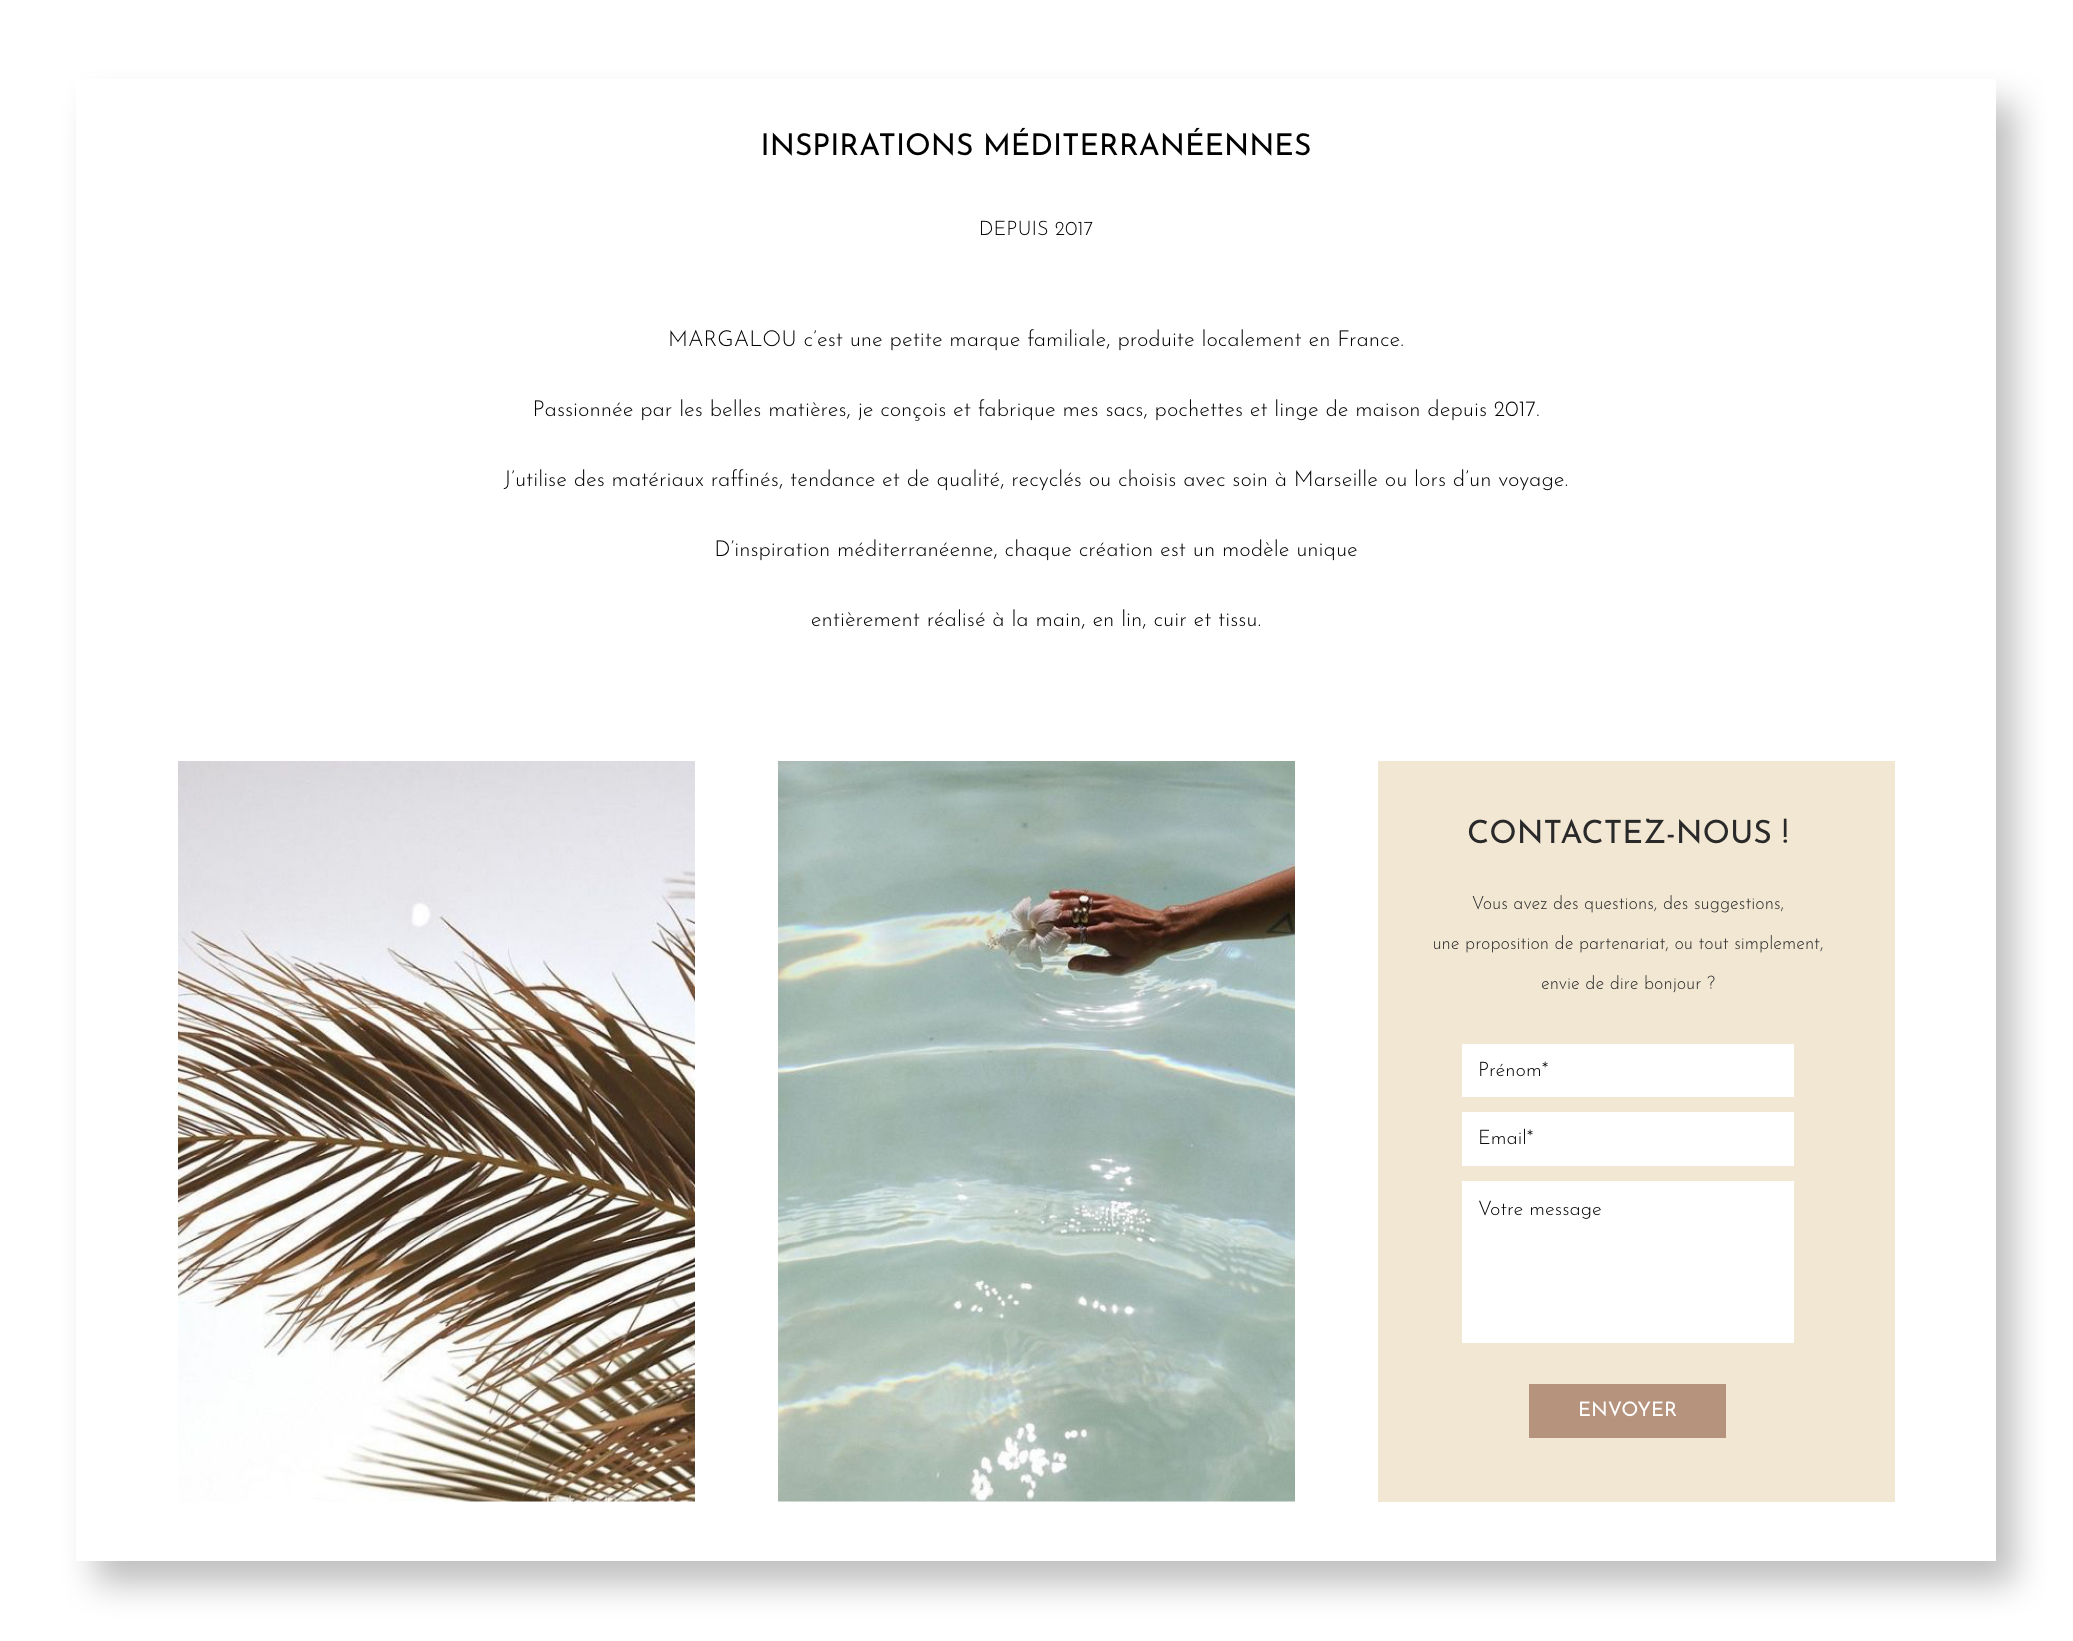 INSPIRATIONS MÉDITERRANÉENNES
DEPUIS 2017
MARGALOU c’est une petite marque familiale, produite localement en France.
Passionnée par les belles matières, je conçois et fabrique mes sacs, pochettes et linge de maison depuis 2017.
J’utilise des matériaux raffinés, tendance et de qualité, recyclés ou choisis avec soin à Marseille ou lors d’un voyage.
D’inspiration méditerranéenne, chaque création est un modèle unique
entièrement réalisé à la main, en lin, cuir et tissu.
CONTACTEZ-NOUS !
Vous avez des questions, des suggestions,
une proposition de partenariat, ou tout simplement,
envie de dire bonjour ?
Prénom*
Email*
Votre message
ENVOYER